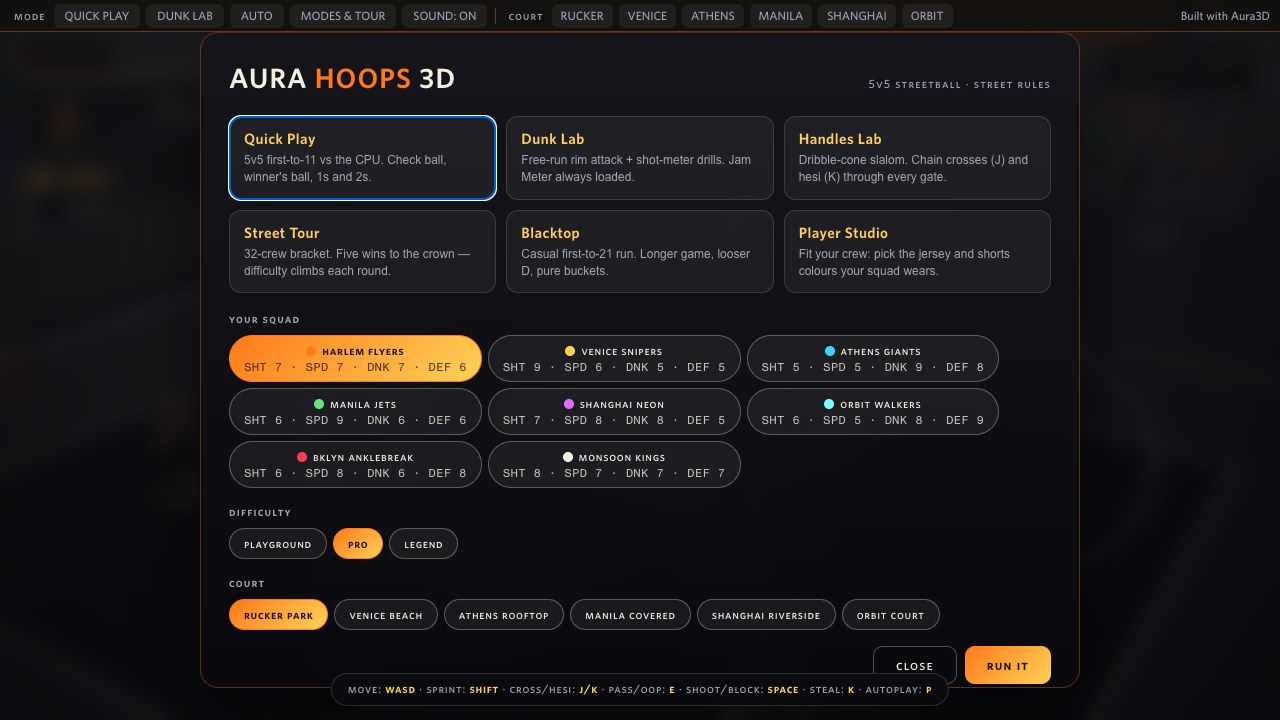 MODE QUICK PLAY DUNK LAB AUTO MODES & TOUR SOUND: ON COURT RUCKER VENICE ATHENS MANILA SHANGHAI ORBIT Built with Aura3D
AURA HOOPS 3D
5V5 STREETBALL · STREET RULES
Quick Play
5v5 first-to-11 vs the CPU. Check ball,
winner's ball, 1s and 2s.
Dunk Lab
Free-run rim attack + shot-meter drills. Jam
Meter always loaded.
Handles Lab
Dribble-cone slalom. Chain crosses (J) and
hesi (K) through every gate.
Street Tour
32-crew bracket. Five wins to the crown —
difficulty climbs each round.
Blacktop
Casual first-to-21 run. Longer game, looser
D, pure buckets.
Player Studio
Fit your crew: pick the jersey and shorts
colours your squad wears.
YOUR SQUAD
HARLEM FLYERS
SHT 7 · SPD 7 · DNK 7 · DEF 6
VENICE SNIPERS
SHT 9 · SPD 6 · DNK 5 · DEF 5
ATHENS GIANTS
SHT 5 · SPD 5 · DNK 9 · DEF 8
MANILA JETS
SHT 6 · SPD 9 · DNK 6 · DEF 6
SHANGHAI NEON
SHT 7 · SPD 8 · DNK 8 · DEF 5
ORBIT WALKERS
SHT 6 · SPD 5 · DNK 8 · DEF 9
BKLYN ANKLEBREAK
SHT 6 · SPD 8 · DNK 6 · DEF 8
MONSOON KINGS
SHT 8 · SPD 7 · DNK 7 · DEF 7
DIFFICULTY
PLAYGROUND PRO LEGEND
COURT
RUCKER PARK VENICE BEACH ATHENS ROOFTOP MANILA COVERED SHANGHAI RIVERSIDE ORBIT COURT
CLOSE RUN IT
MOVE: WASD · SPRINT: SHIFT · CROSS/HESI: J/K · PASS/OOP: E · SHOOT/BLOCK: SPACE · STEAL: K · AUTOPLAY: P